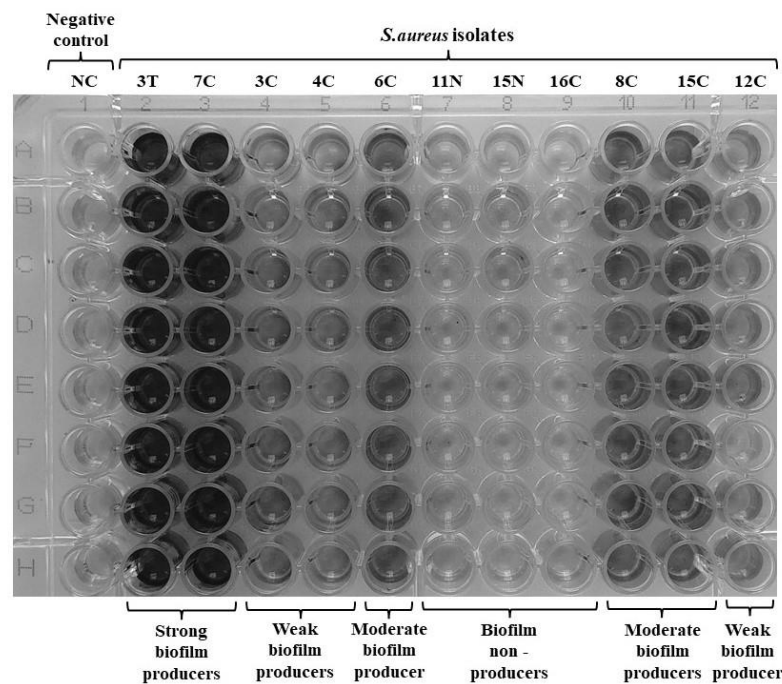 Negative
control
S.aureus isolates
NC 3T 7C 3C 4C 6C 11N 15N 16C 8C 15C 12C
1 2 3 4 5 6 7 8 9 10 11 12
A
B
C
D
E
F
G
H
Strong
biofilm
producers
Weak
biofilm
producers
Moderate
biofilm
producer
Biofilm
non -
producers
Moderate
biofilm
producers
Weak
biofilm
producer